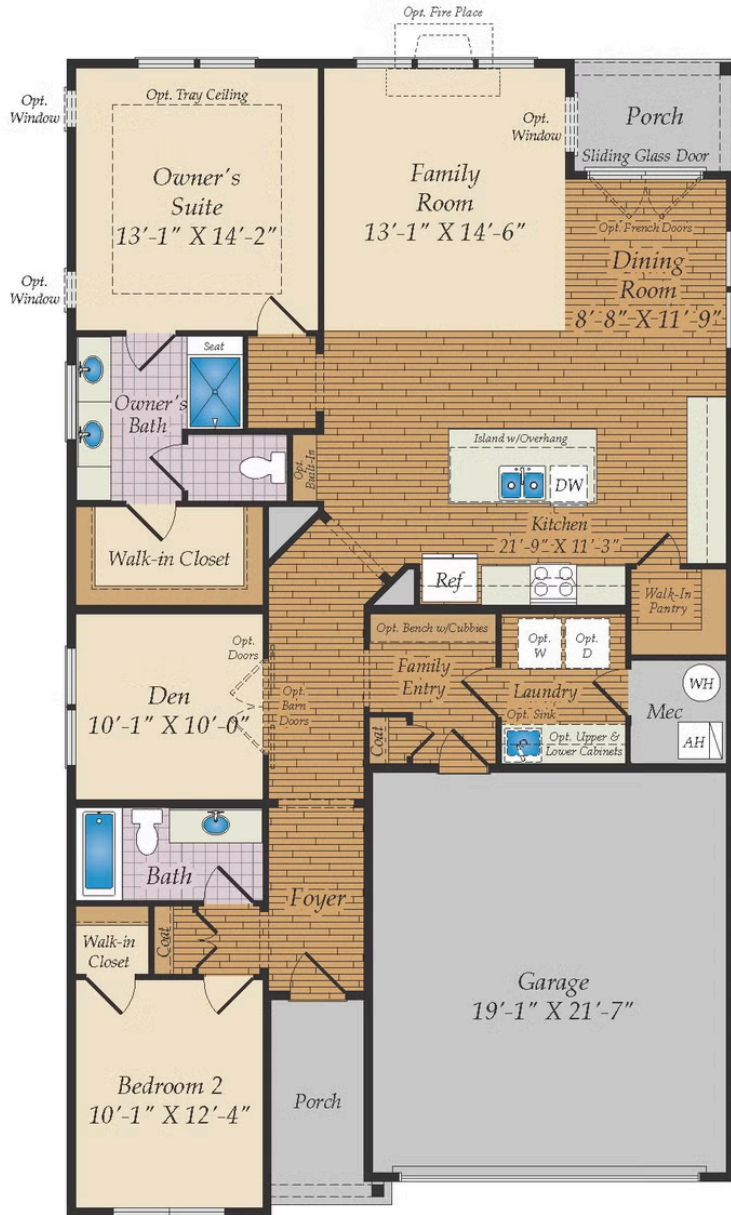 Opt. Fire Place
Opt.
Window
Opt. Tray Ceiling
Owner's
Suite
13'-1" X 14'-2"
Family
Room
13'-1" X 14'-6"
Opt.
Window
Porch
Sliding Glass Door
Opt. French Doors
Dining
Room
8'-8" X 11'-9"
Opt.
Window
Seat
Owner's
Bath
Opt.
Built-In
Island w/Overhang
DW
Kitchen
21'-9" X 11'-3"
Walk-in Closet
Ref
Walk-In
Pantry
Opt. Bench w/Cubbies
Opt.
W
Opt.
D
Opt.
Doors
Den
10'-1" X 10'-0"
Opt.
Barn
Doors
Family
Entry
Laundry
Opt. Sink
Opt. Upper &
Lower Cabinets
Coat
WH
Mec
AH
Bath
Foyer
Walk-in
Closet
Coat
Garage
19'-1" X 21'-7"
Bedroom 2
10'-1" X 12'-4"
Porch